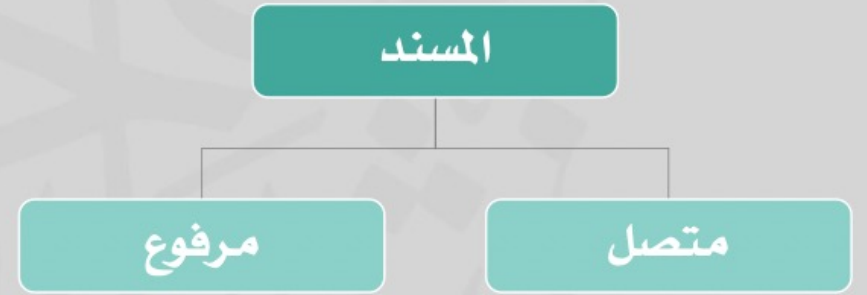 المسند
متصل
مرفوع